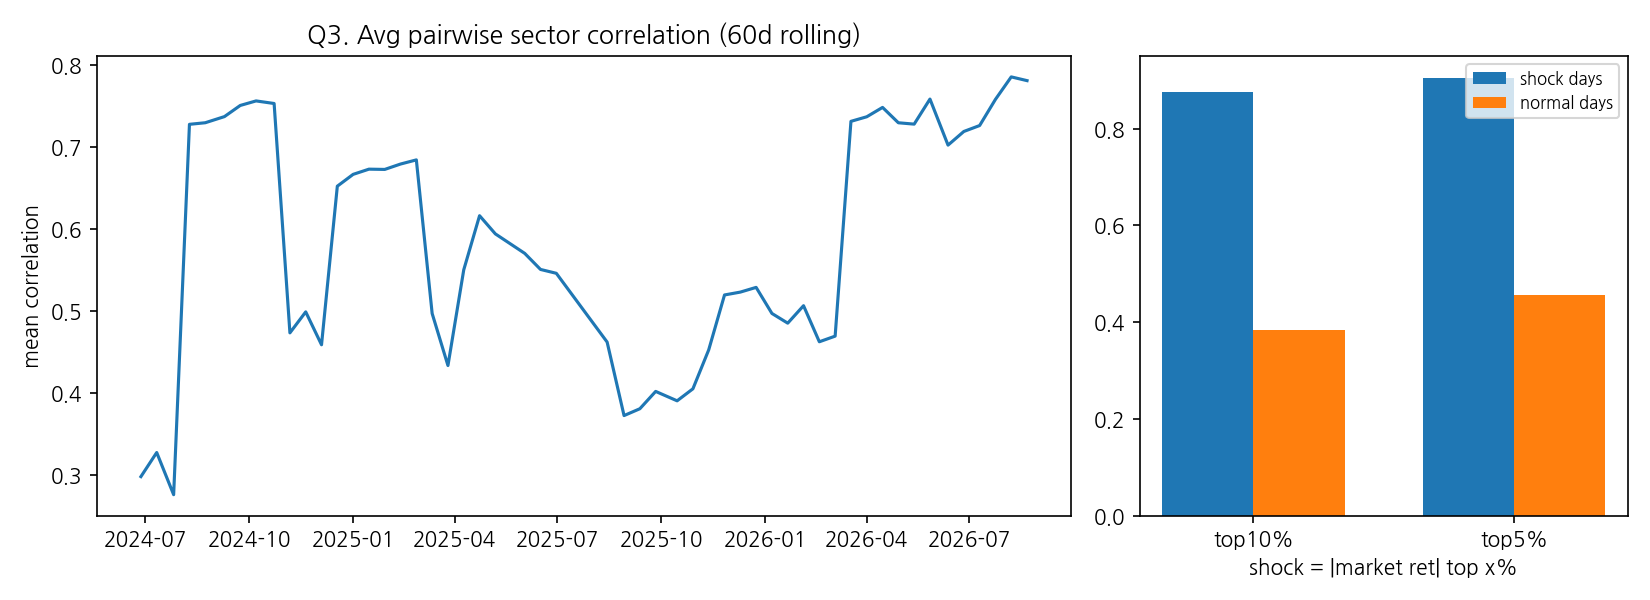 Q3. Avg pairwise sector correlation (60d rolling)
mean correlation
0.8
0.7
0.6
0.5
0.4
0.3
2024-07 2024-10 2025-01 2025-04 2025-07 2025-10 2026-01 2026-04 2026-07
shock days
normal days
0.8
0.6
0.4
0.2
0.0
top10% top5%
shock = |market ret| top x%